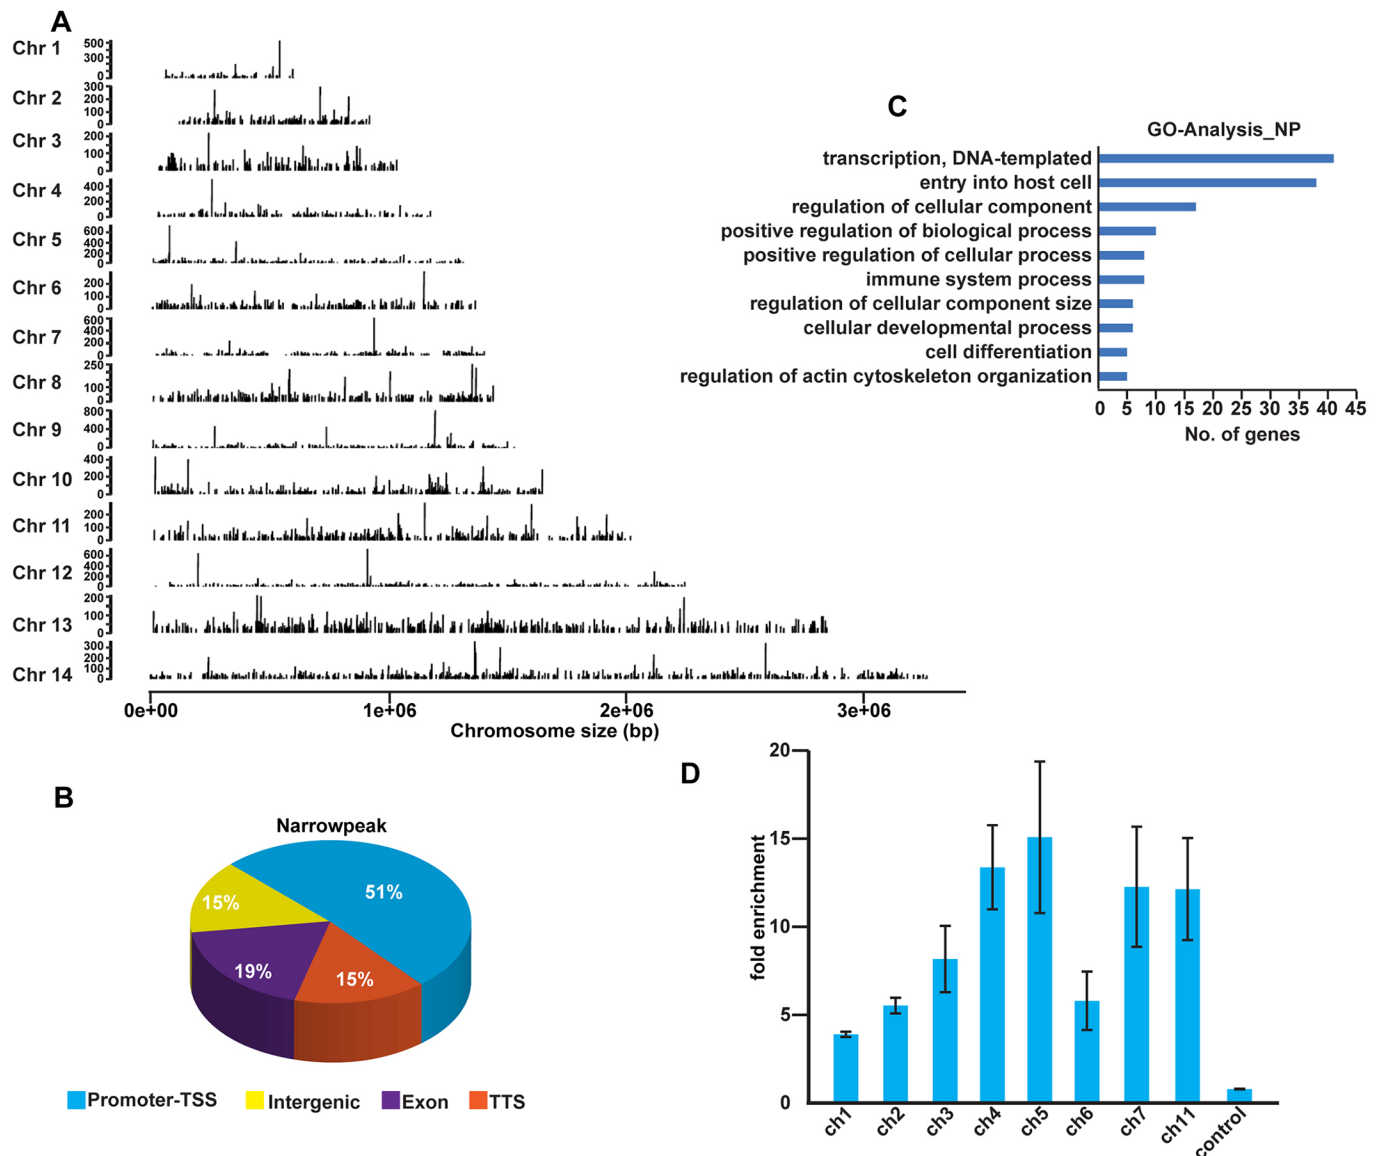 A
Chr 1
500
300
0
Chr 2
300
200
100
0
Chr 3
200
100
0
Chr 4
400
200
0
Chr 5
600
400
200
0
Chr 6
200
100
0
Chr 7
600
400
200
0
Chr 8
250
100
0
Chr 9
800
400
0
Chr 10
400
200
0
Chr 11
200
100
0
Chr 12
600
400
200
0
Chr 13
200
100
0
Chr 14
300
200
100
0
0e+00 1e+06 2e+06 3e+06
Chromosome size (bp)
C
GO-Analysis_NP
transcription, DNA-templated
entry into host cell
regulation of cellular component
positive regulation of biological process
positive regulation of cellular process
immune system process
regulation of cellular component size
cellular developmental process
cell differentiation
regulation of actin cytoskeleton organization
0 5 10 15 20 25 30 35 40 45
No. of genes
B
Narrowpeak
51%
15%
19%
15%
Promoter-TSS Intergenic Exon TTS
D
fold enrichment
20
15
10
5
0
ch1 ch2 ch3 ch4 ch5 ch6 ch7 ch11 control